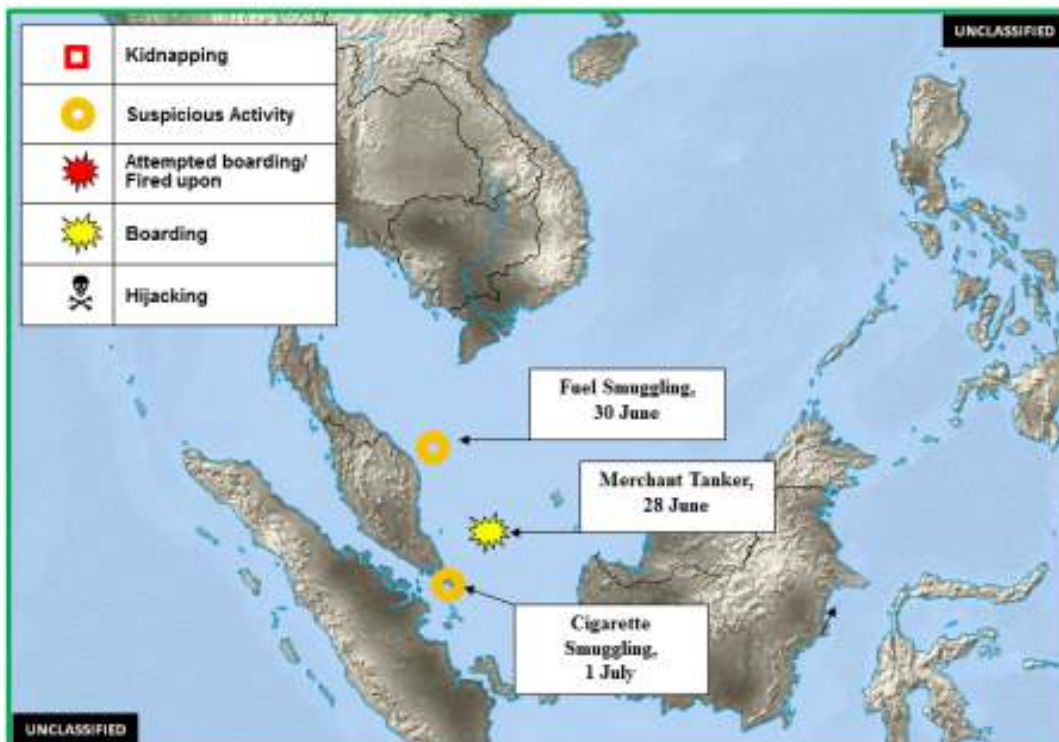 UNCLASSIFIED
Kidnapping
Suspicious Activity
Attempted boarding/
Fired upon
Boarding
Hijacking
Fuel Smuggling,
30 June
Merchant Tanker,
28 June
Cigarette
Smuggling,
1 July
UNCLASSIFIED